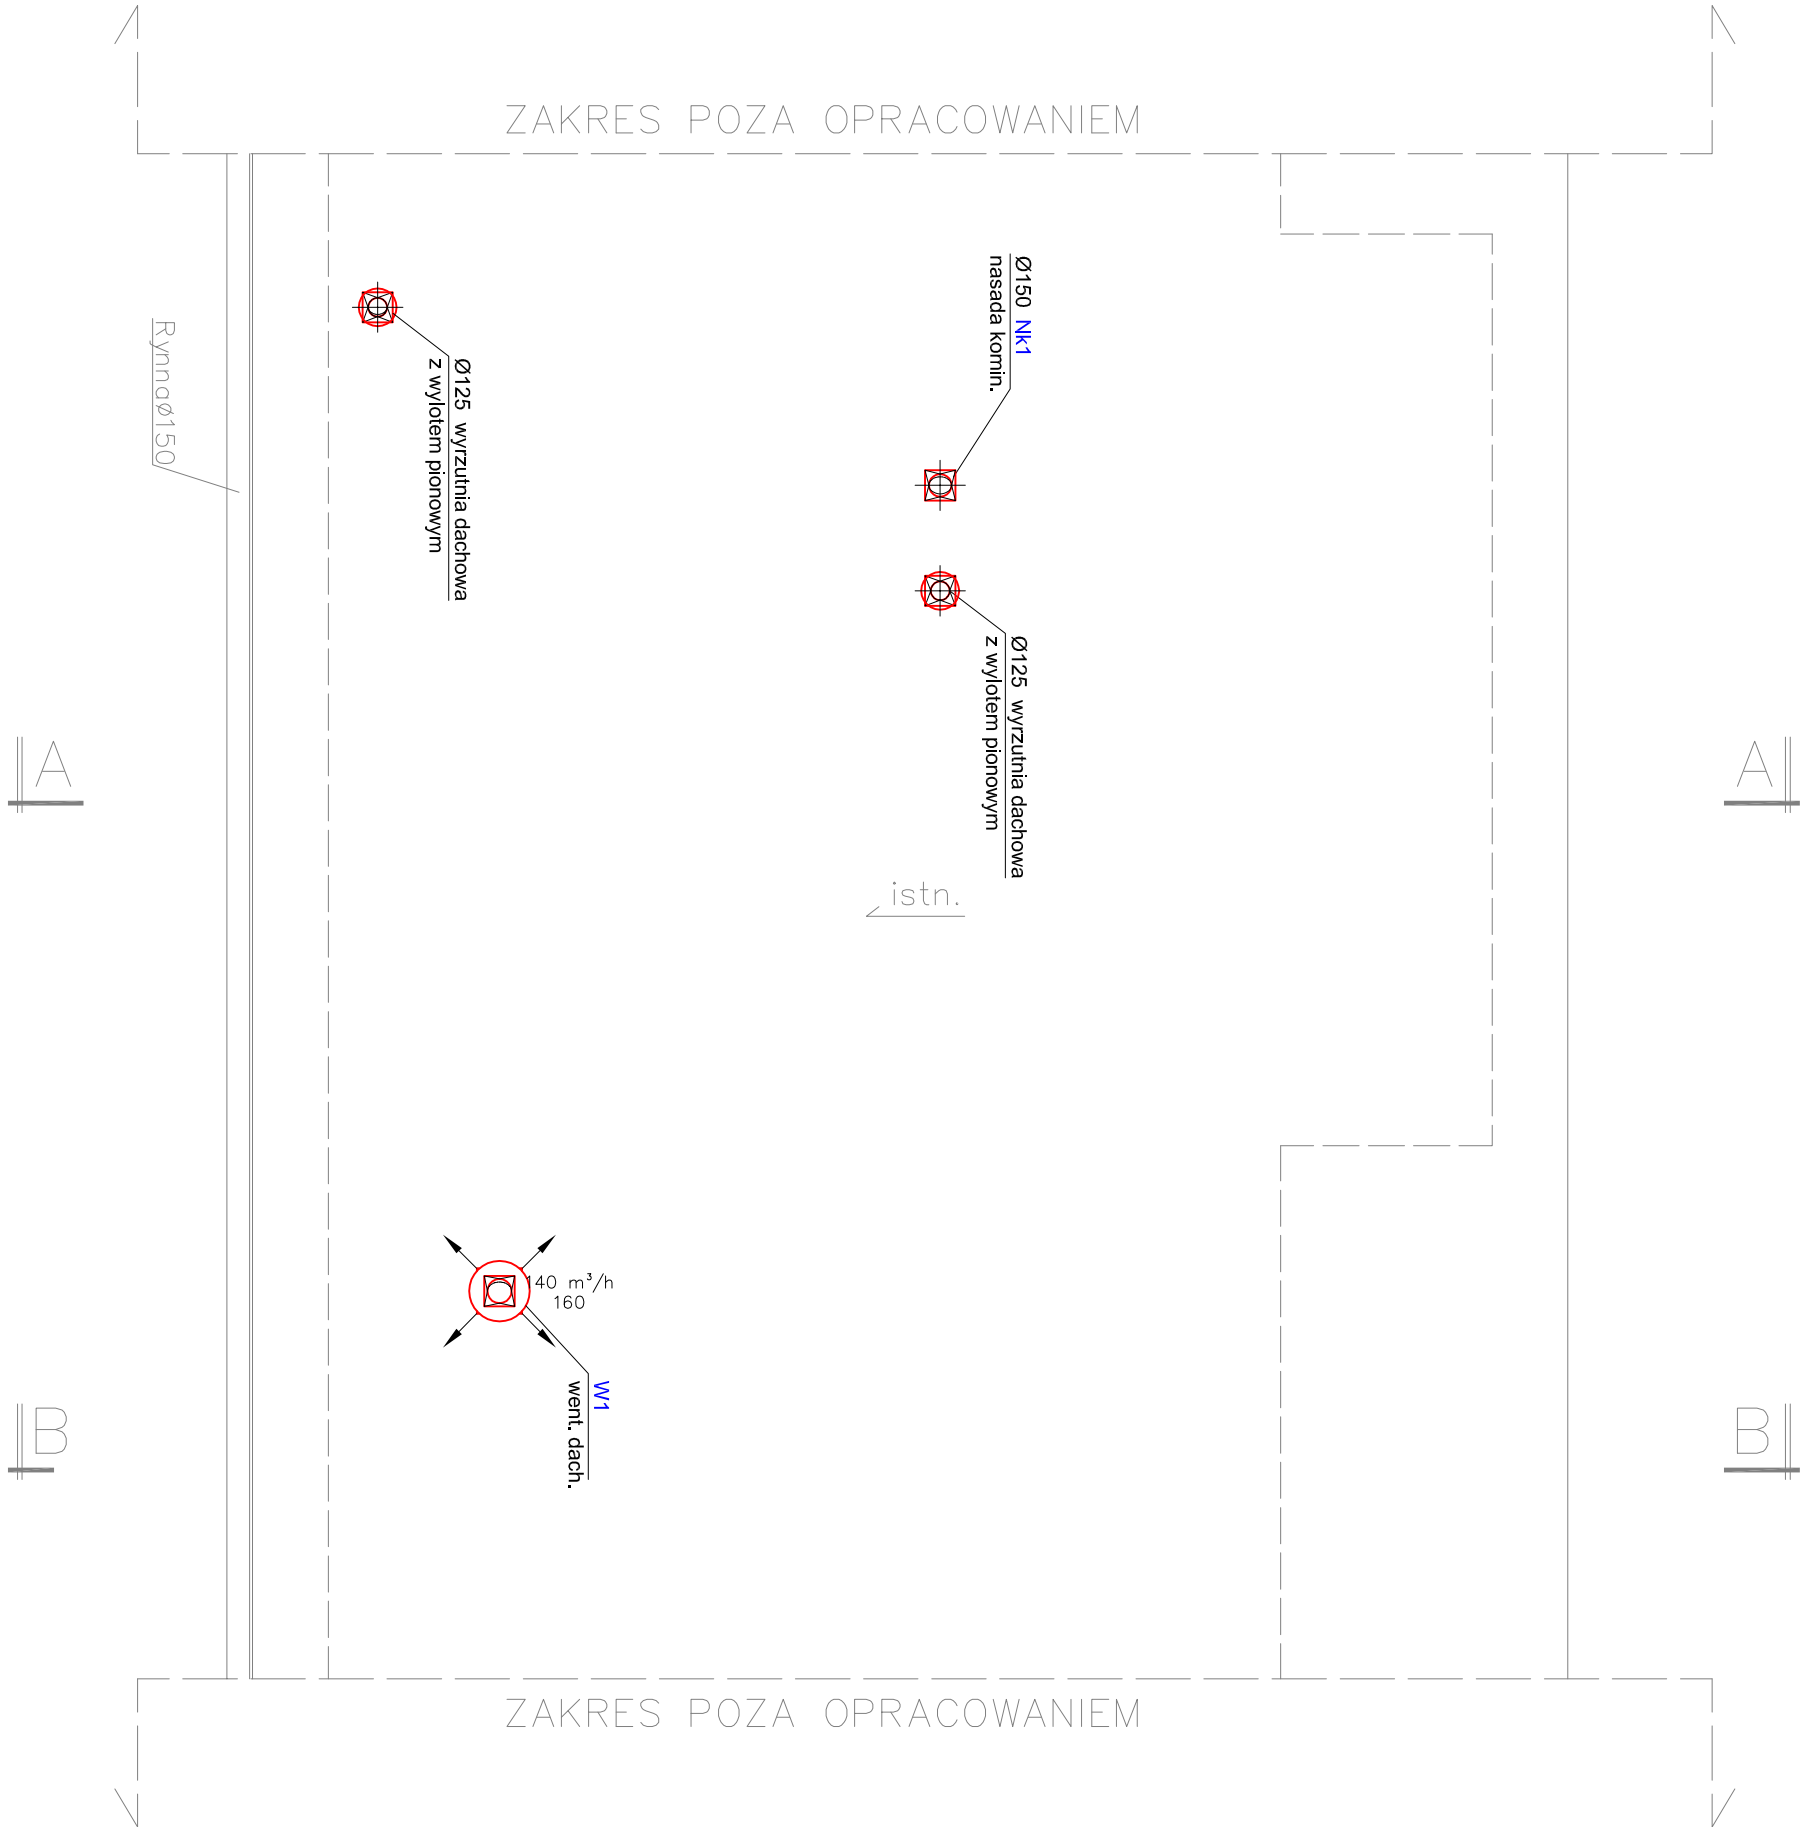 ZAKRES POZA OPRACOWANIEM
Ø150 Nk1
nasada komin.
Rynnaø150
Ø125 wyrzutnia dachowa
z wylotem pionowym
Ø125 wyrzutnia dachowa
z wylotem pionowym
A
A
istn.
140 m³/h
160
W1
went. dach.
B
B
ZAKRES POZA OPRACOWANIEM